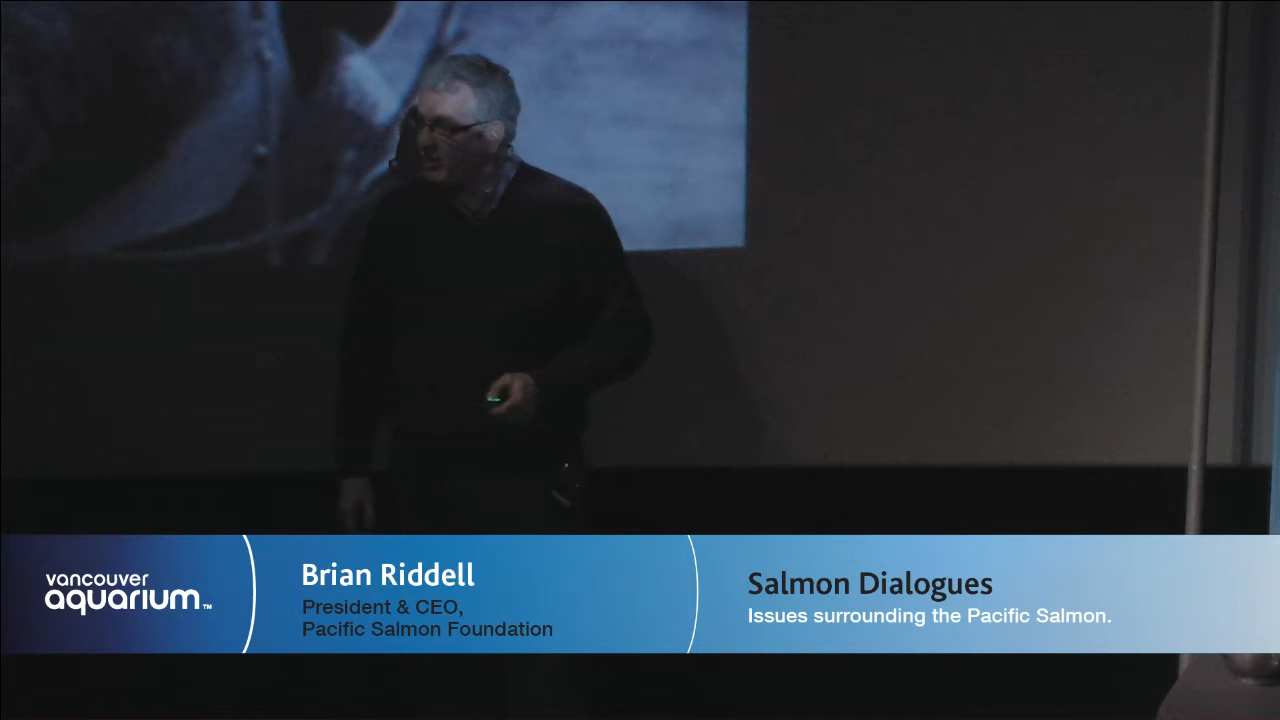 vancouver
aquarium™
Brian Riddell
President & CEO,
Pacific Salmon Foundation
Salmon Dialogues
Issues surrounding the Pacific Salmon.